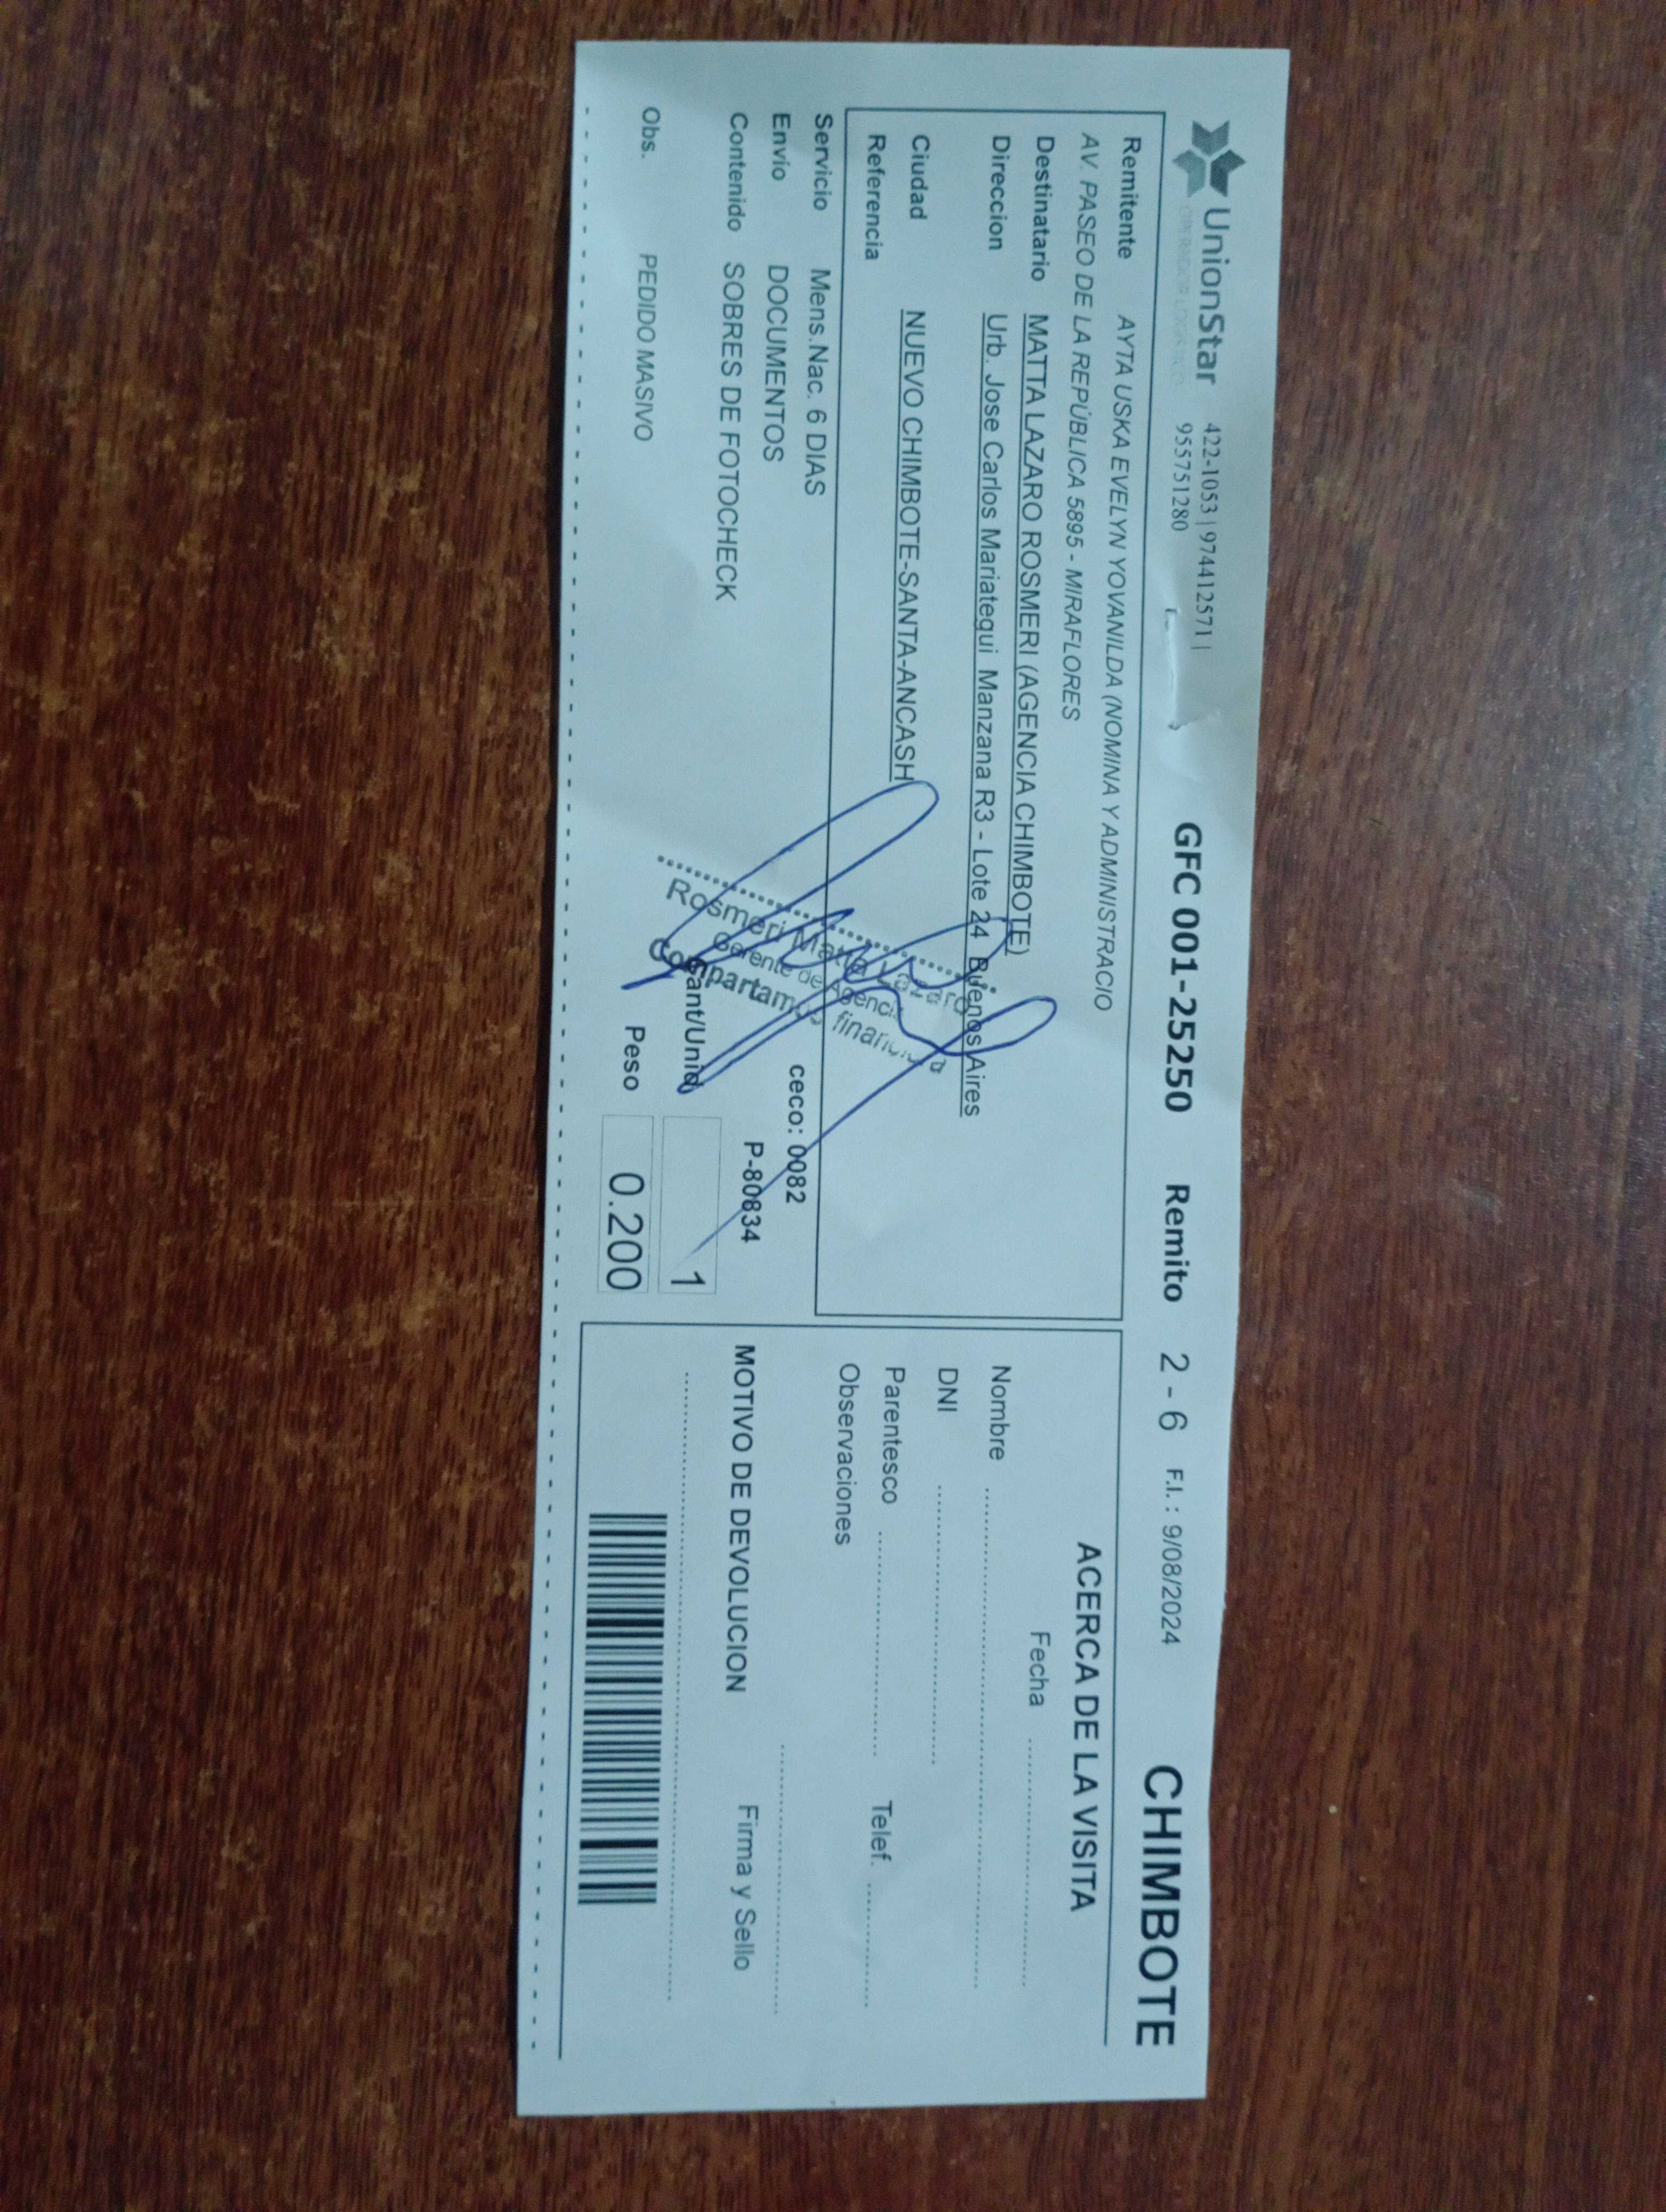 UnionStar 422-1053 | 974412571 | GFC 001-25250 Remito 2 - 6 F.I. : 9/08/2024 CHIMBOTE
955751280
Remitente AYTA USKA EVELYN YOVANILDA (NOMINA Y ADMINISTRACIO
AV. PASEO DE LA REPÚBLICA 5895 - MIRAFLORES
Destinatario MATTA LAZARO ROSMERI (AGENCIA CHIMBOTE)
Direccion Urb. Jose Carlos Mariategui Manzana R3 - Lote 24 Buenos Aires
Ciudad NUEVO CHIMBOTE-SANTA-ANCASH
Referencia
Servicio Mens.Nac. 6 DIAS
Envío DOCUMENTOS ceco: 0082
Contenido SOBRES DE FOTOCHECK P-80834
Cant/Unid. 1
Obs. PEDIDO MASIVO Peso 0.200
Rosmeri Matta Lazaro
Gerente de Agencia
Compartamos financiera
ACERCA DE LA VISITA
Fecha
Nombre
DNI
Parentesco Telef.
Observaciones
MOTIVO DE DEVOLUCION Firma y Sello